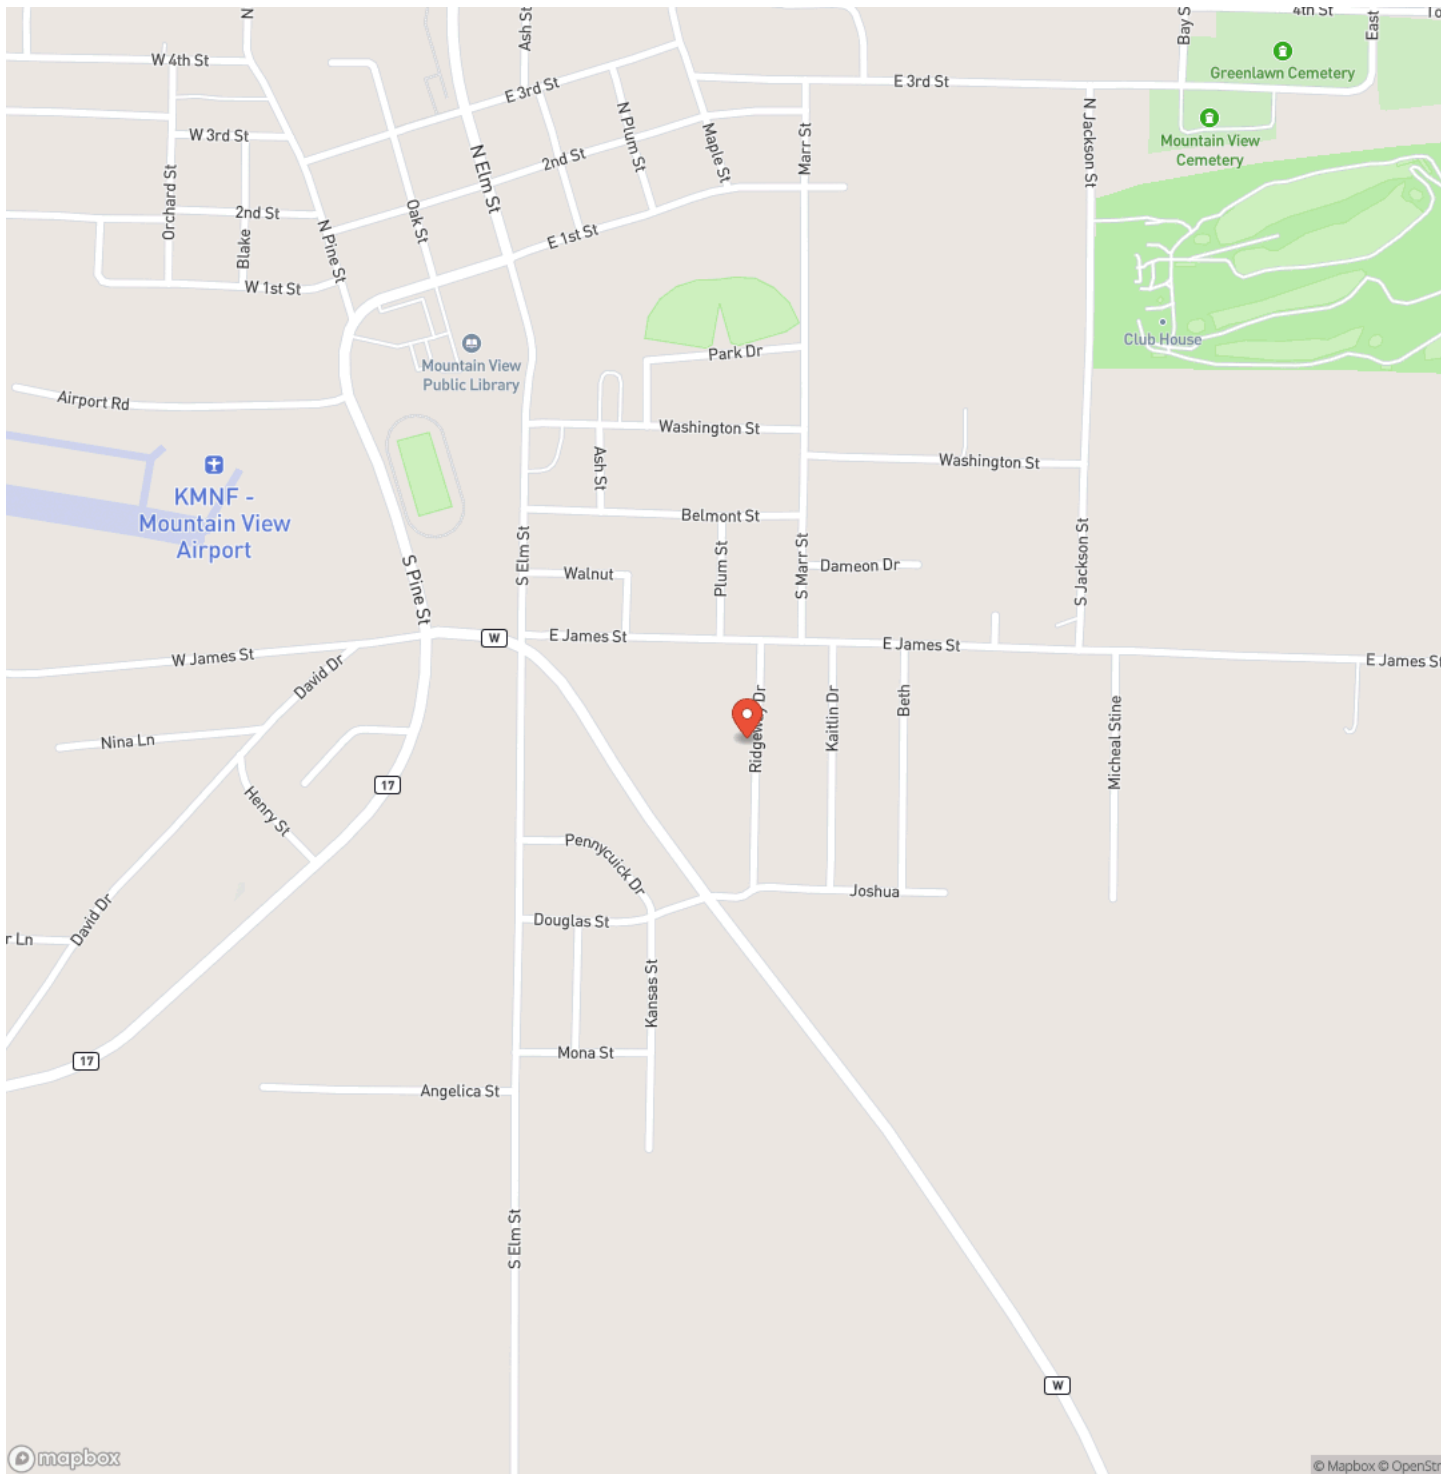 N
Ash St
Bay S
4th St
To
East
W 4th St
E 3rd St
E 3rd St
Greenlawn Cemetery
W 3rd St
N Plum St
Maple St
Marr St
N Jackson St
Mountain View
Cemetery
N Elm St
2nd St
Orchard St
2nd St
Blake
N Pine St
Oak St
E 1st St
W 1st St
Club House
Mountain View
Public Library
Park Dr
Airport Rd
Washington St
Washington St
Ash St
KMNF -
Mountain View
Airport
Belmont St
S Elm St
S Pine St
Walnut
Plum St
S Marr St
Dameon Dr
S Jackson St
W
E James St
E James St
E James St
W James St
David Dr
Nina Ln
Ridgeway Dr
Kaitlin Dr
Beth
Micheal Stine
17
Henry St
Pennycuick Dr
Joshua
David Dr
Douglas St
r Ln
Kansas St
17
Mona St
Angelica St
S Elm St
W
mapbox
© Mapbox © OpenStr